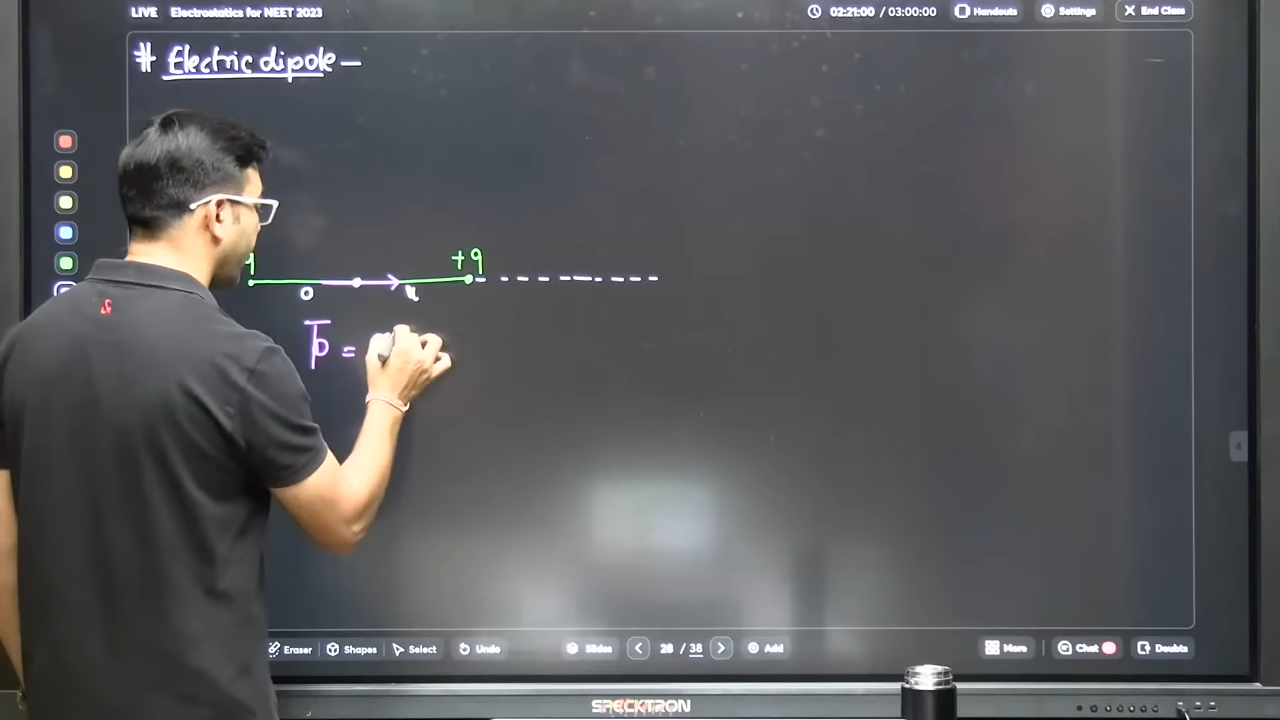 LIVE Electrostatics for NEET 2023
02:21:00 / 03:00:00 Handouts Settings End Class
# Electric dipole –
q +q
p̅ =
Eraser Shapes Select Undo Slides 28 / 38 Add More Chat Doubts
SPECKTRON